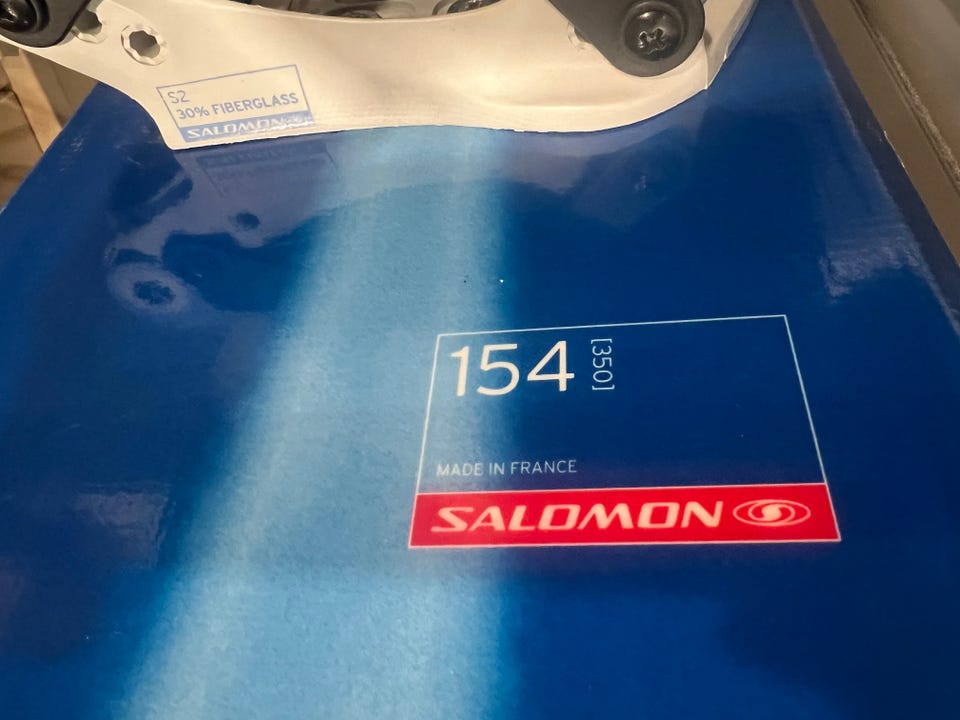 S2
30% FIBERGLASS
SALOMON
154 [350]
MADE IN FRANCE
SALOMON